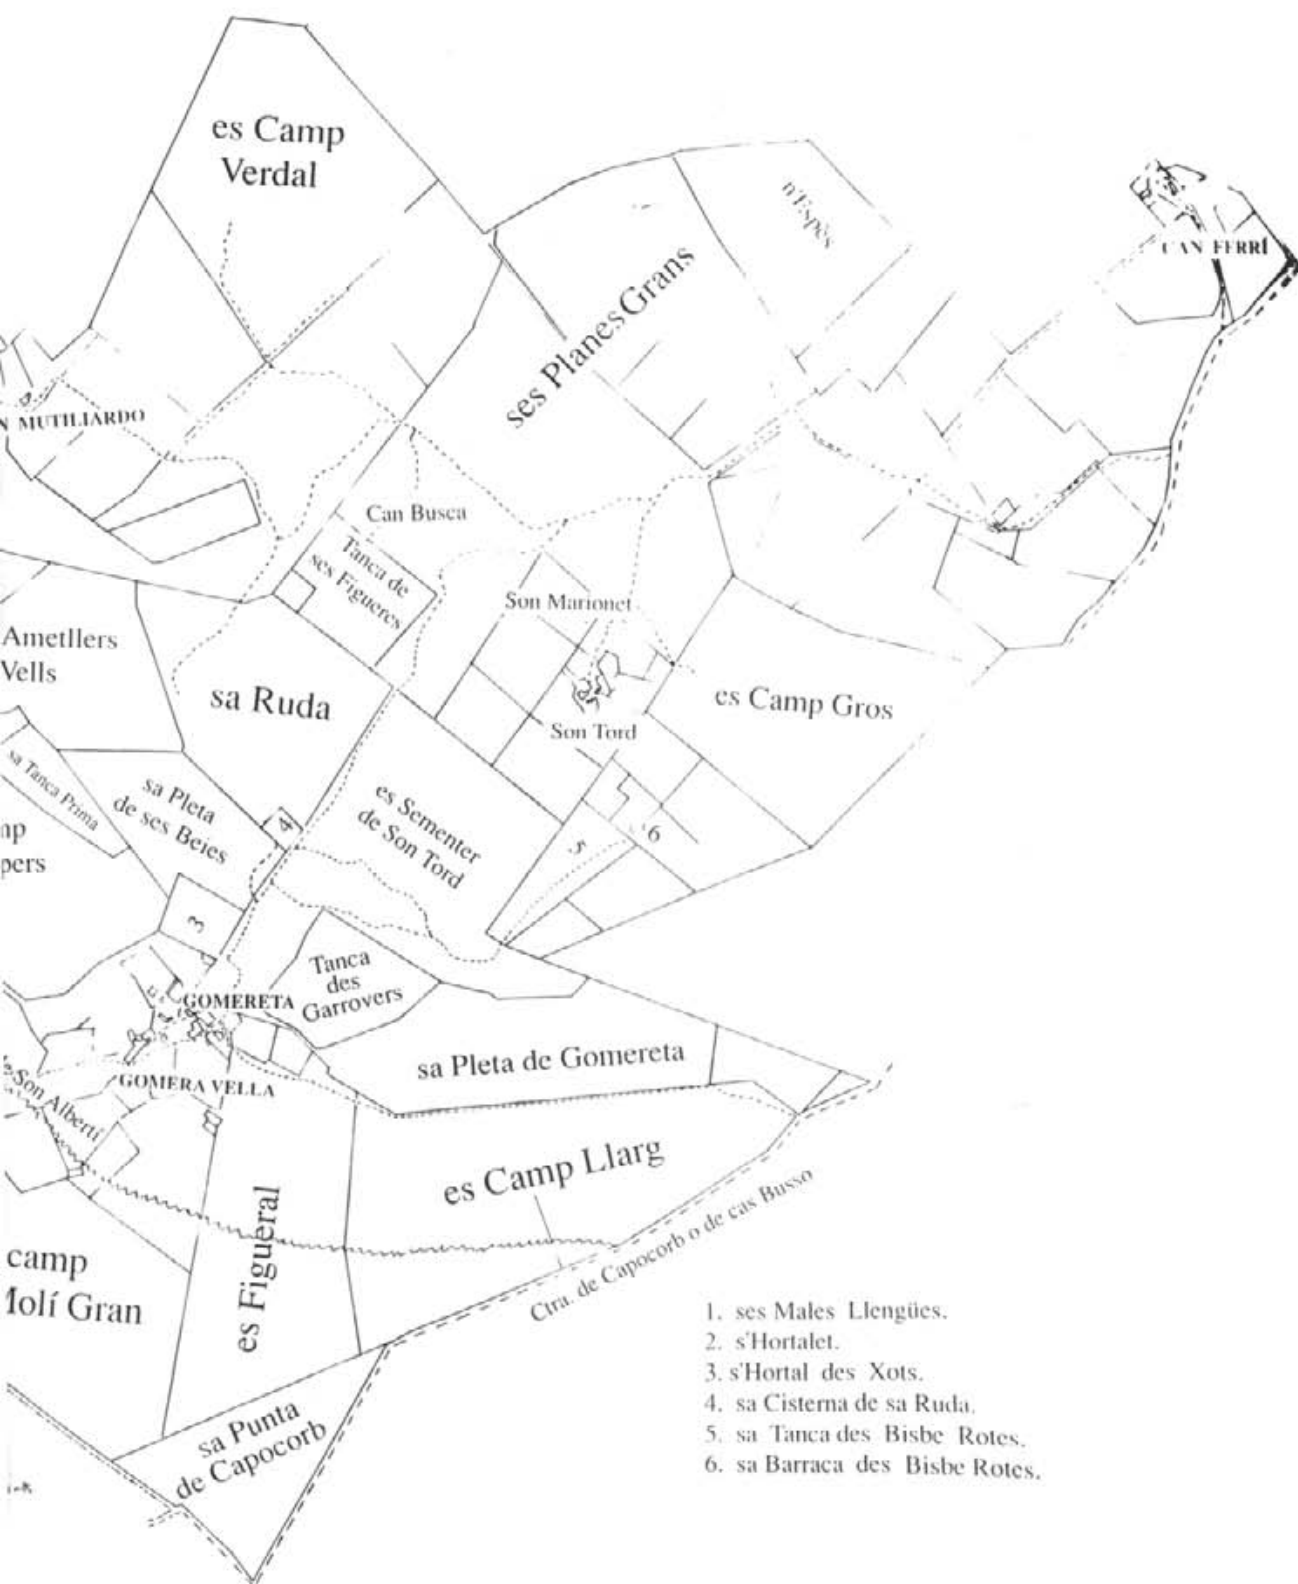 es Camp
Verdal
n'Espès
CAN FERRÍ
ses Planes Grans
N MUTILIARDO
Can Busca
Tanca de
ses Figueres
Son Marionet
Ametllers
Vells
sa Ruda
es Camp Gros
Son Tord
sa Tanca Prima
sa Pleta
de ses Beies
es Sementer
de Son Tord
4
6
5
mp
pers
3
Tanca
des
Garrovers
GOMERETA
sa Pleta de Gomereta
GOMERA VELLA
e Son Albertí
es Camp Llarg
es Figueral
Ctra. de Capocorb o de cas Busso
camp
Molí Gran
sa Punta
de Capocorb
1. ses Males Llengües.
2. s'Hortalet.
3. s'Hortal des Xots.
4. sa Cisterna de sa Ruda.
5. sa Tanca des Bisbe Rotes.
6. sa Barraca des Bisbe Rotes.